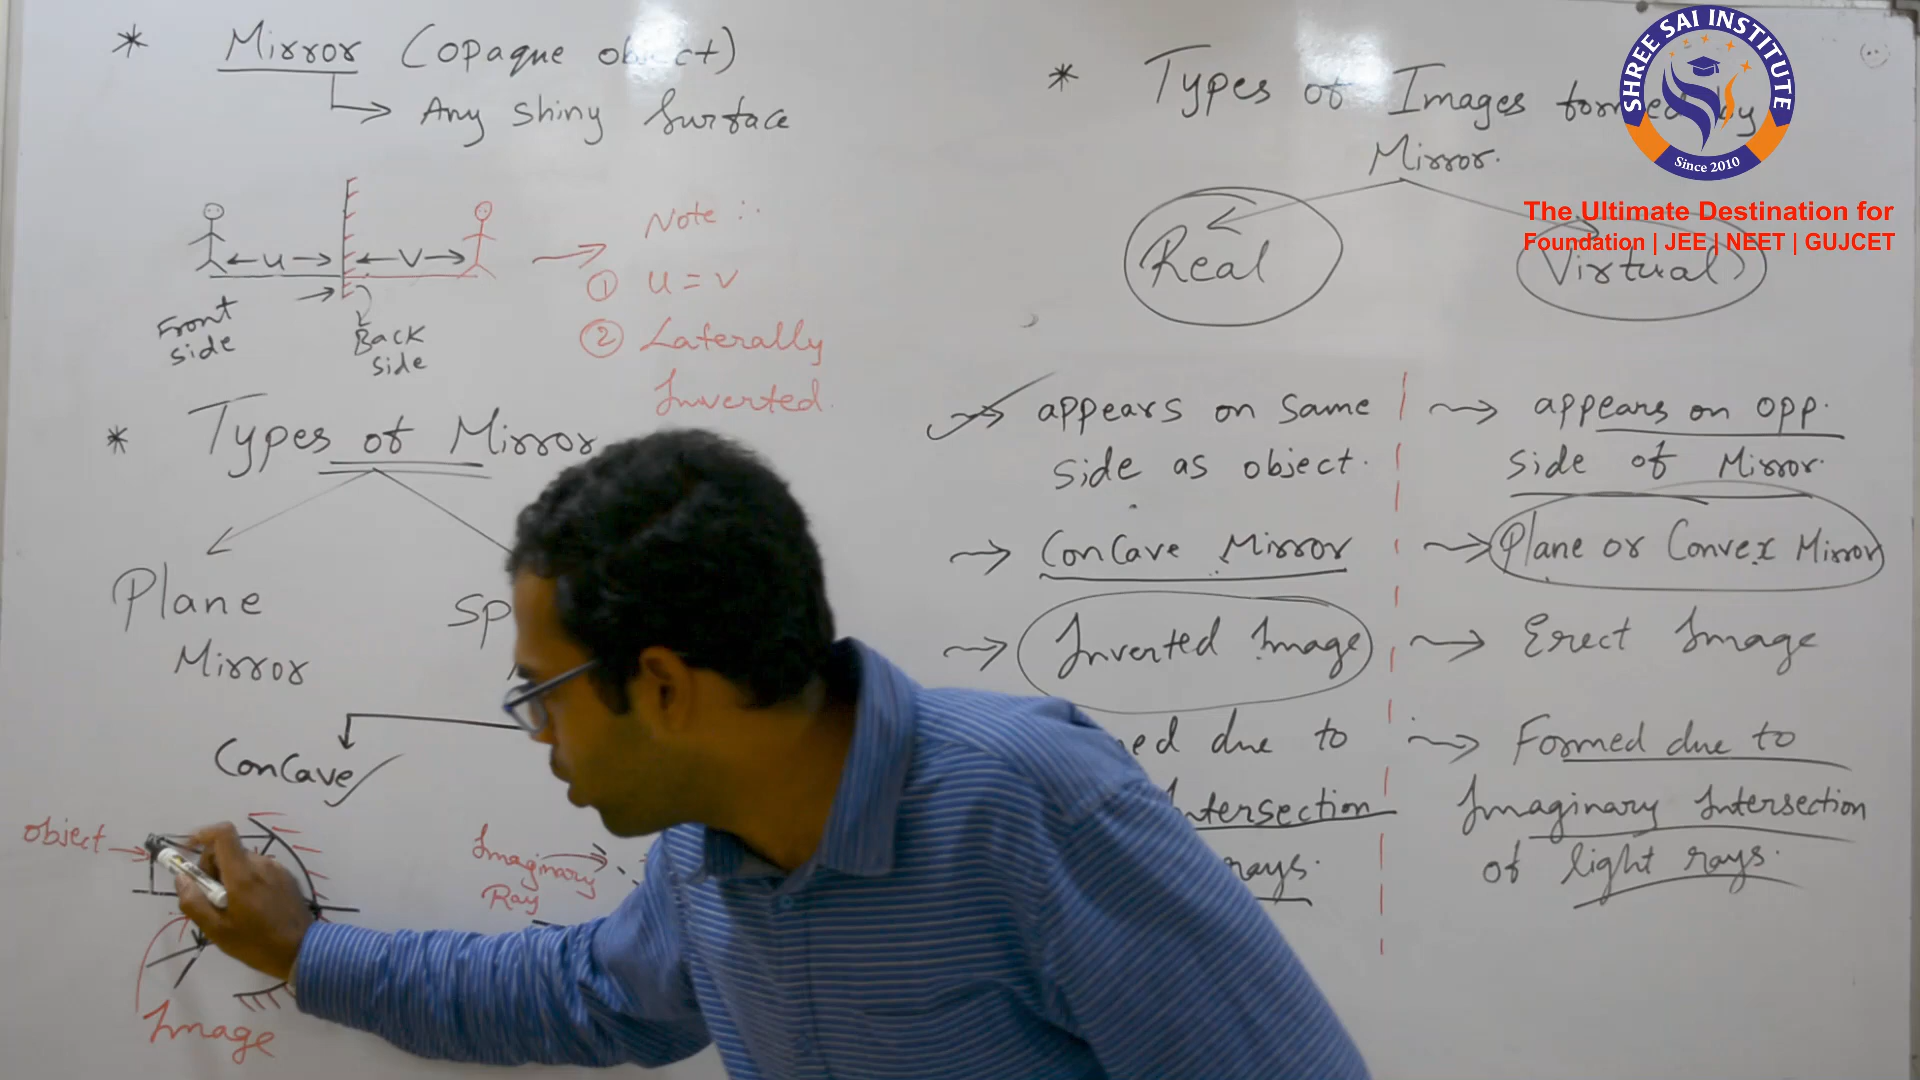 * Mirror (opaque object)
→ Any shiny surface
u v
Front side
Back side
Note :-
① u = v
② Laterally Inverted
* Types of Mirror
Plane Mirror
Sp
Concave
Object
Image
Imaginary Ray
* Types of Images formed by Mirror.
Real
Virtual
→ appears on same side as object.
→ Concave Mirror
→ Inverted Image
ed due to
ntersection
rays.
→ appears on opp. side of Mirror.
→ Plane or Convex Mirror
→ Erect Image
→ Formed due to
Imaginary Intersection
of light rays.
SHREE SAI INSTITUTE
Since 2010
The Ultimate Destination for
Foundation | JEE | NEET | GUJCET